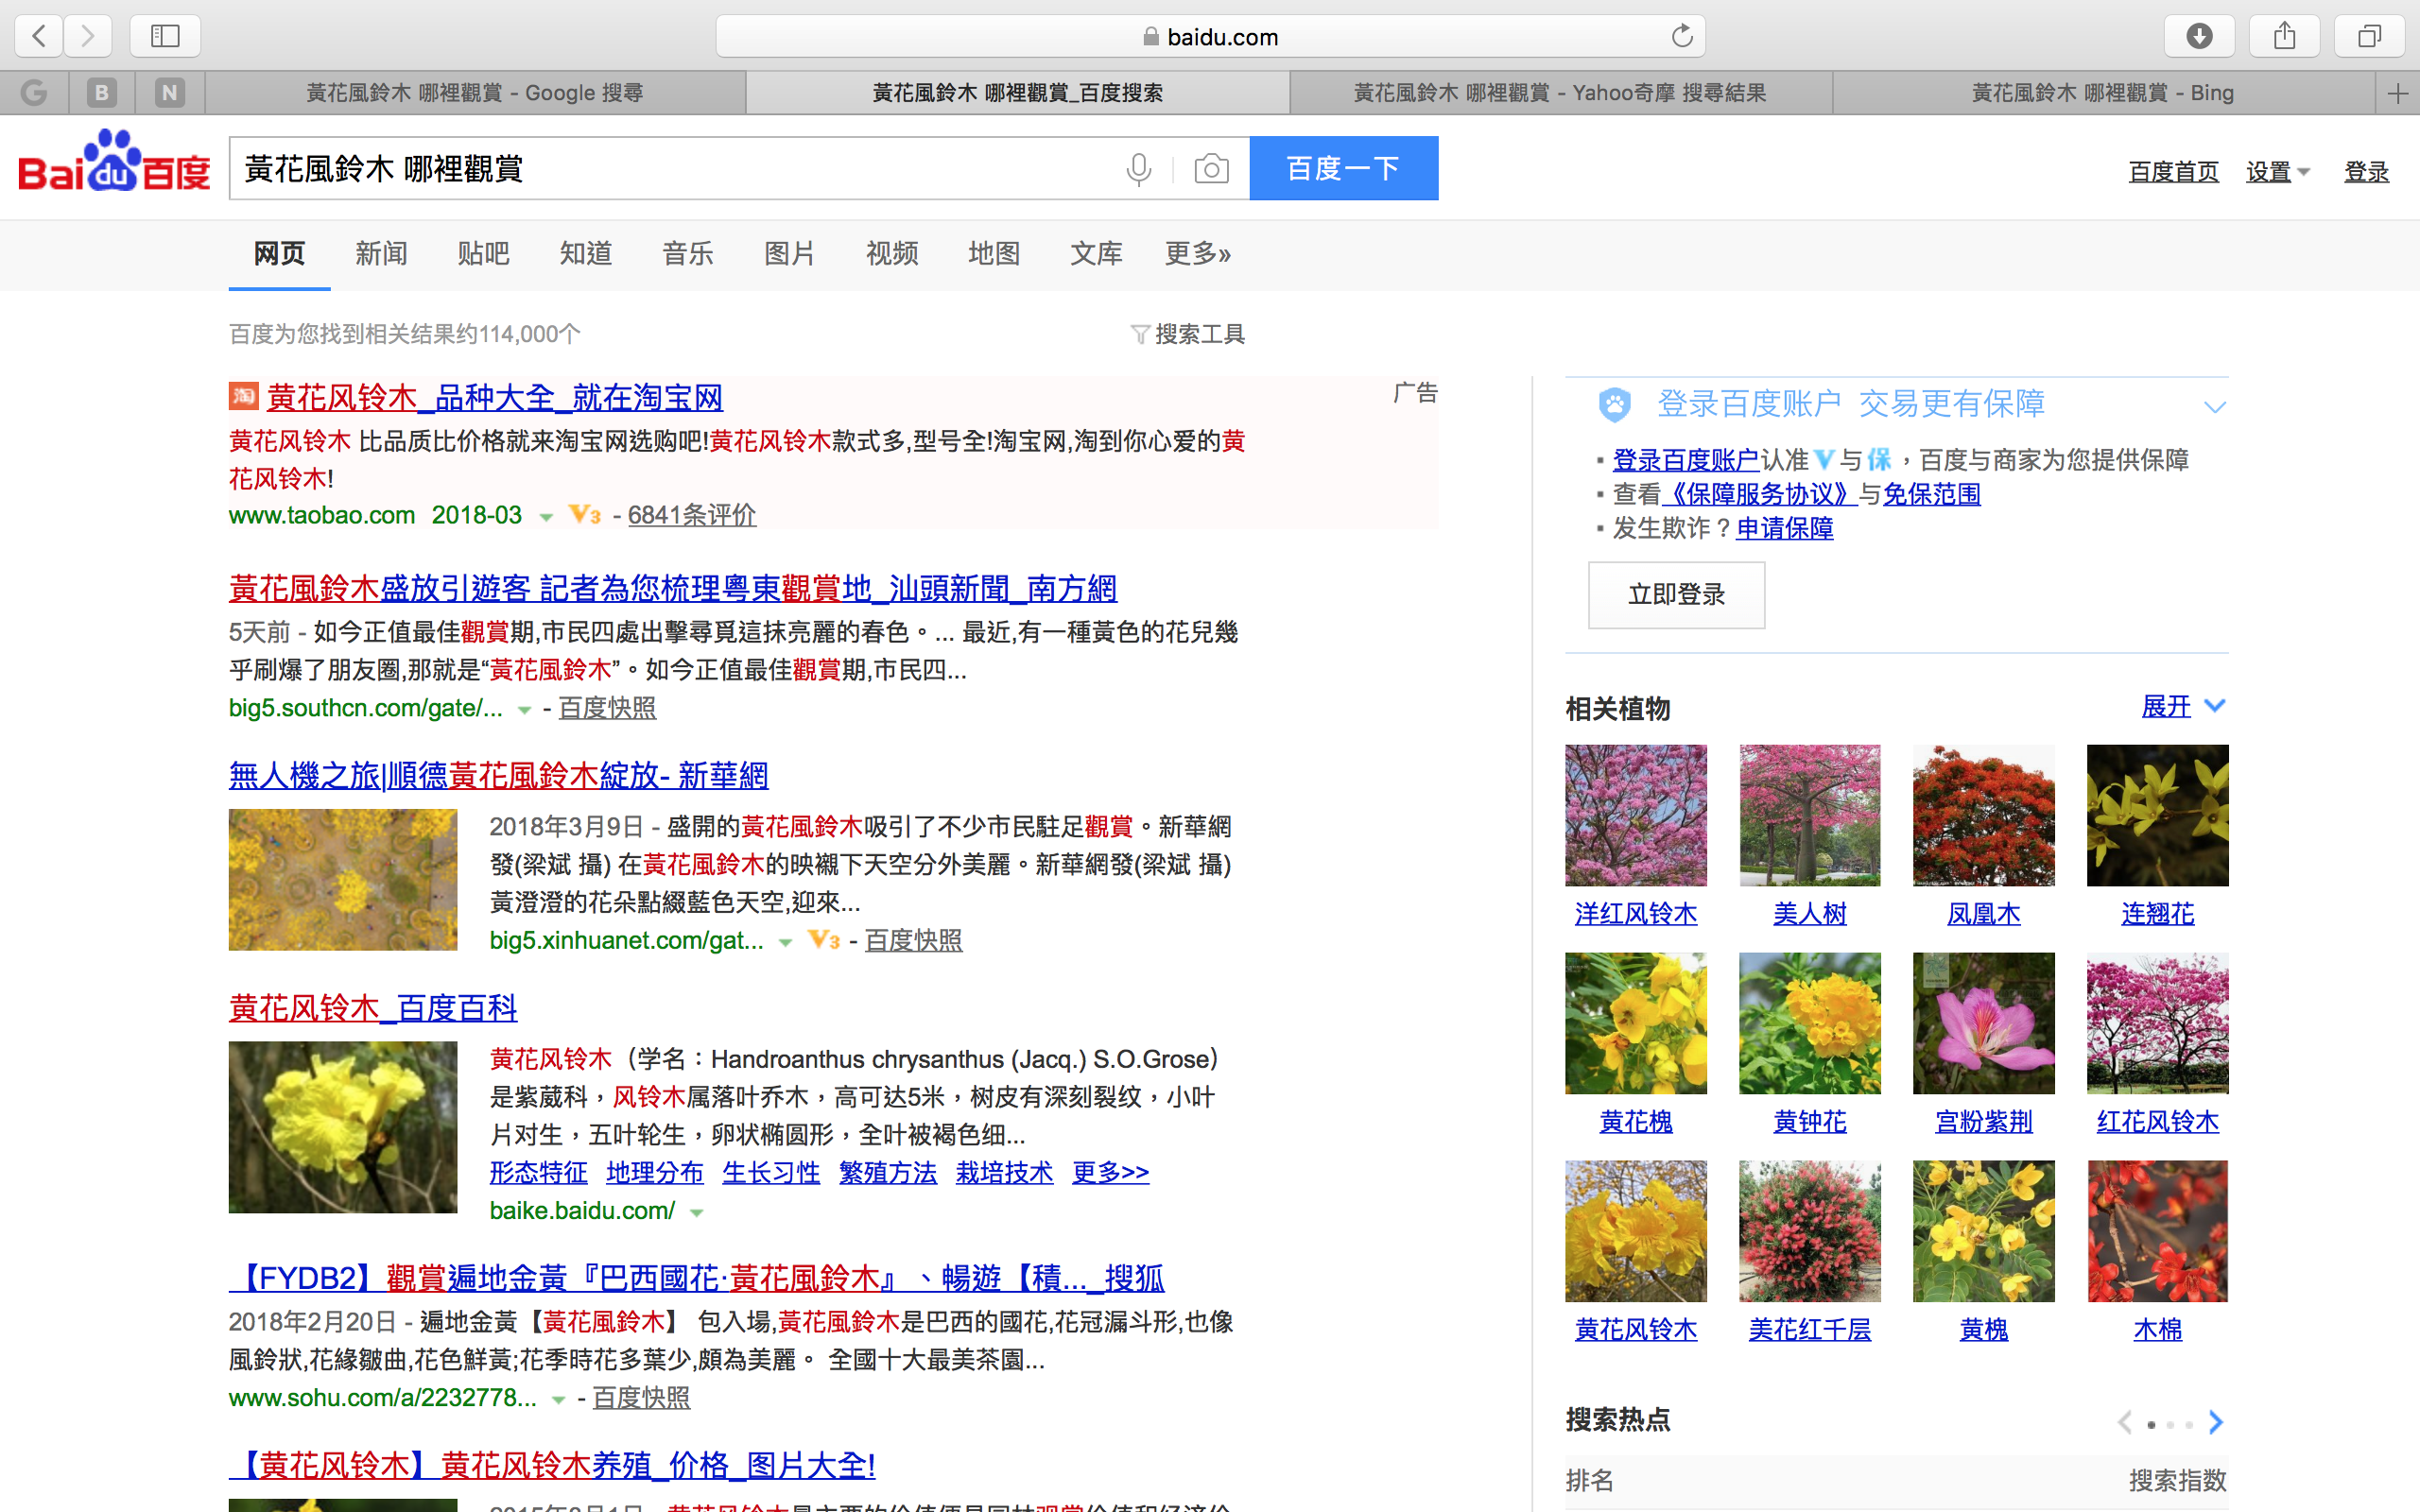 baidu.com
G
B
N
黃花風鈴木 哪裡觀賞 - Google 搜尋
黃花風鈴木 哪裡觀賞_百度搜索
黃花風鈴木 哪裡觀賞 - Yahoo奇摩 搜尋結果
黃花風鈴木 哪裡觀賞 - Bing
Bai du 百度
黃花風鈴木 哪裡觀賞
百度一下
百度首页 设置 登录
网页 新闻 贴吧 知道 音乐 图片 视频 地图 文库 更多»
百度为您找到相关结果约114,000个
搜索工具
淘 黄花风铃木_品种大全_就在淘宝网
广告
黄花风铃木 比品质比价格就来淘宝网选购吧!黄花风铃木款式多,型号全!淘宝网,淘到你心爱的黄
花风铃木!
www.taobao.com 2018-03 V3 - 6841条评价
黃花風鈴木盛放引遊客 記者為您梳理粵東觀賞地_汕頭新聞_南方網
5天前 - 如今正值最佳觀賞期,市民四處出擊尋覓這抹亮麗的春色。... 最近,有一種黃色的花兒幾
乎刷爆了朋友圈,那就是“黃花風鈴木”。如今正值最佳觀賞期,市民四...
big5.southcn.com/gate/... - 百度快照
無人機之旅|順德黃花風鈴木綻放- 新華網
2018年3月9日 - 盛開的黃花風鈴木吸引了不少市民駐足觀賞。新華網
發(梁斌 攝) 在黃花風鈴木的映襯下天空分外美麗。新華網發(梁斌 攝)
黃澄澄的花朵點綴藍色天空,迎來...
big5.xinhuanet.com/gat... V3 - 百度快照
黄花风铃木_百度百科
黄花风铃木（学名：Handroanthus chrysanthus (Jacq.) S.O.Grose）
是紫葳科，风铃木属落叶乔木，高可达5米，树皮有深刻裂纹，小叶
片对生，五叶轮生，卵状椭圆形，全叶被褐色细...
形态特征 地理分布 生长习性 繁殖方法 栽培技术 更多>>
baike.baidu.com/
【FYDB2】觀賞遍地金黃『巴西國花·黃花風鈴木』、暢遊【積..._搜狐
2018年2月20日 - 遍地金黃【黃花風鈴木】 包入場,黃花風鈴木是巴西的國花,花冠漏斗形,也像
風鈴狀,花緣皺曲,花色鮮黃;花季時花多葉少,頗為美麗。 全國十大最美茶園...
www.sohu.com/a/2232778... - 百度快照
【黄花风铃木】黄花风铃木养殖_价格_图片大全!
2015年8月1日 - 黄花风铃木最主要的价值便是园林观赏价值和经济价
登录百度账户 交易更有保障
▪ 登录百度账户认准V与保，百度与商家为您提供保障
▪ 查看《保障服务协议》与免保范围
▪ 发生欺诈？申请保障
立即登录
相关植物
展开
洋红风铃木 美人树 凤凰木 连翘花
黄花槐 黄钟花 宫粉紫荆 红花风铃木
黄花风铃木 美花红千层 黄槐 木棉
搜索热点
排名 搜索指数